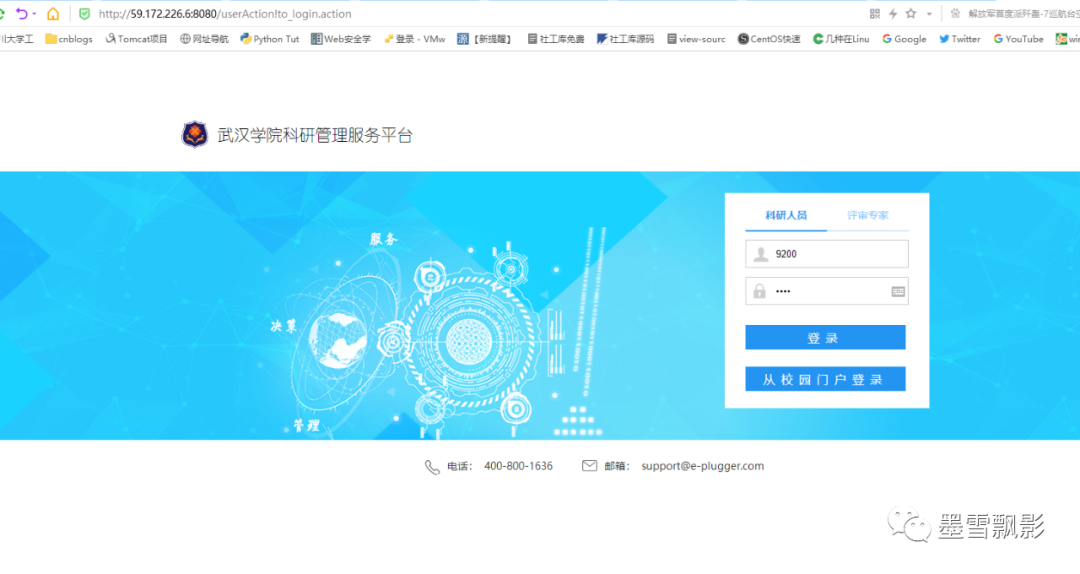 http://59.172.226.6:8080/userAction!to_login.action
解放军首度派歼轰-7巡航台空
川大学工 cnblogs Tomcat项目 网址导航 Python Tut Web安全学 登录 - VMw 【新提醒】 社工库免费 社工库源码 view-sourc CentOS快速 几种在Linu Google Twitter YouTube win
武汉学院科研管理服务平台
科研人员 评审专家
服务
9200
决策
••••
登录
从校园门户登录
管理
电话： 400-800-1636 邮箱： support@e-plugger.com
墨雪飘影